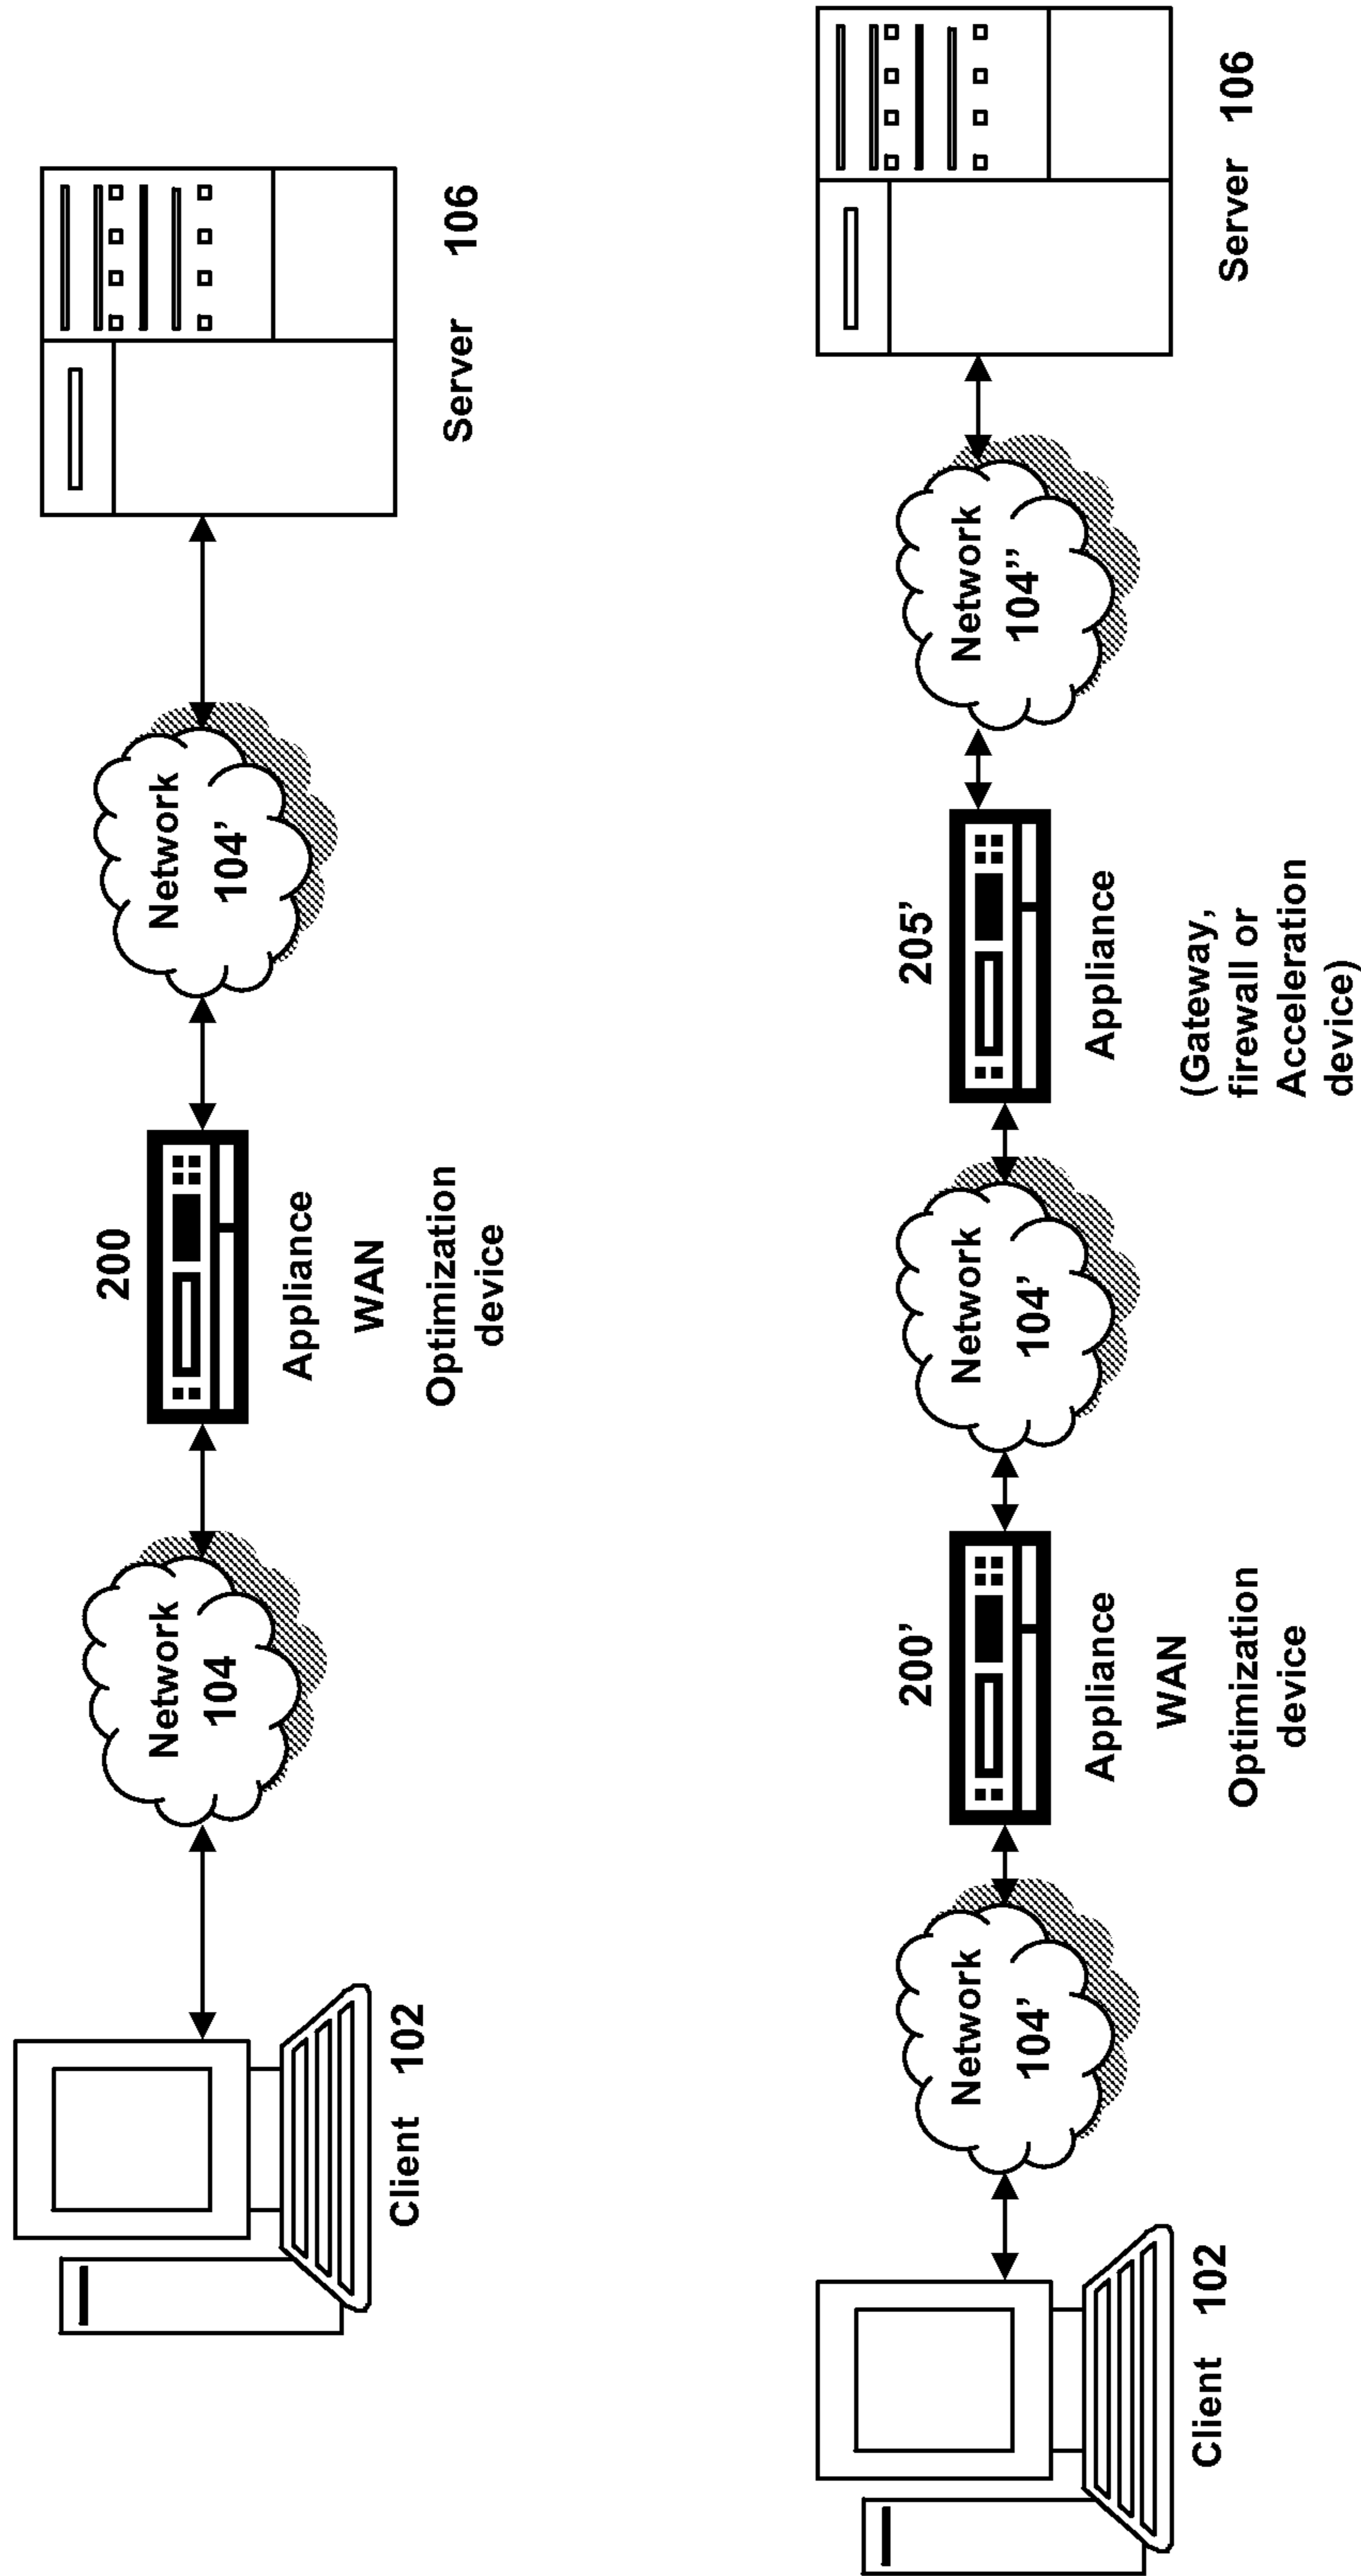 Client 102
Network
104
200
Appliance
WAN
Optimization
device
Network
104’
Server 106
Client 102
Network
104’
200’
Appliance
WAN
Optimization
device
Network
104’
205’
Appliance
(Gateway,
firewall or
Acceleration
device)
Network
104’’
Server 106